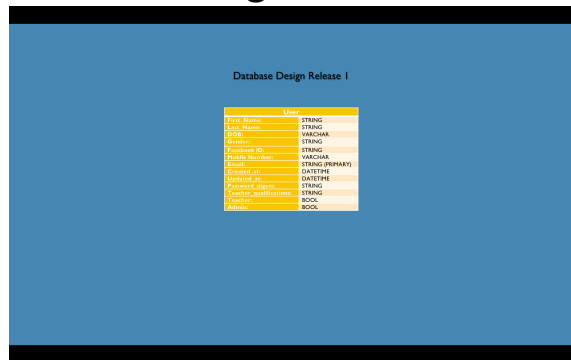 Database Design Release 1
User
First_Name: STRING
Last_Name: STRING
DOB: VARCHAR
Gender: STRING
Facebook ID: STRING
Mobile Number: VARCHAR
Email: STRING (PRIMARY)
Created_at: DATETIME
Updated_at: DATETIME
Password_digest: STRING
Teacher_qualifications: STRING
Teacher: BOOL
Admin: BOOL